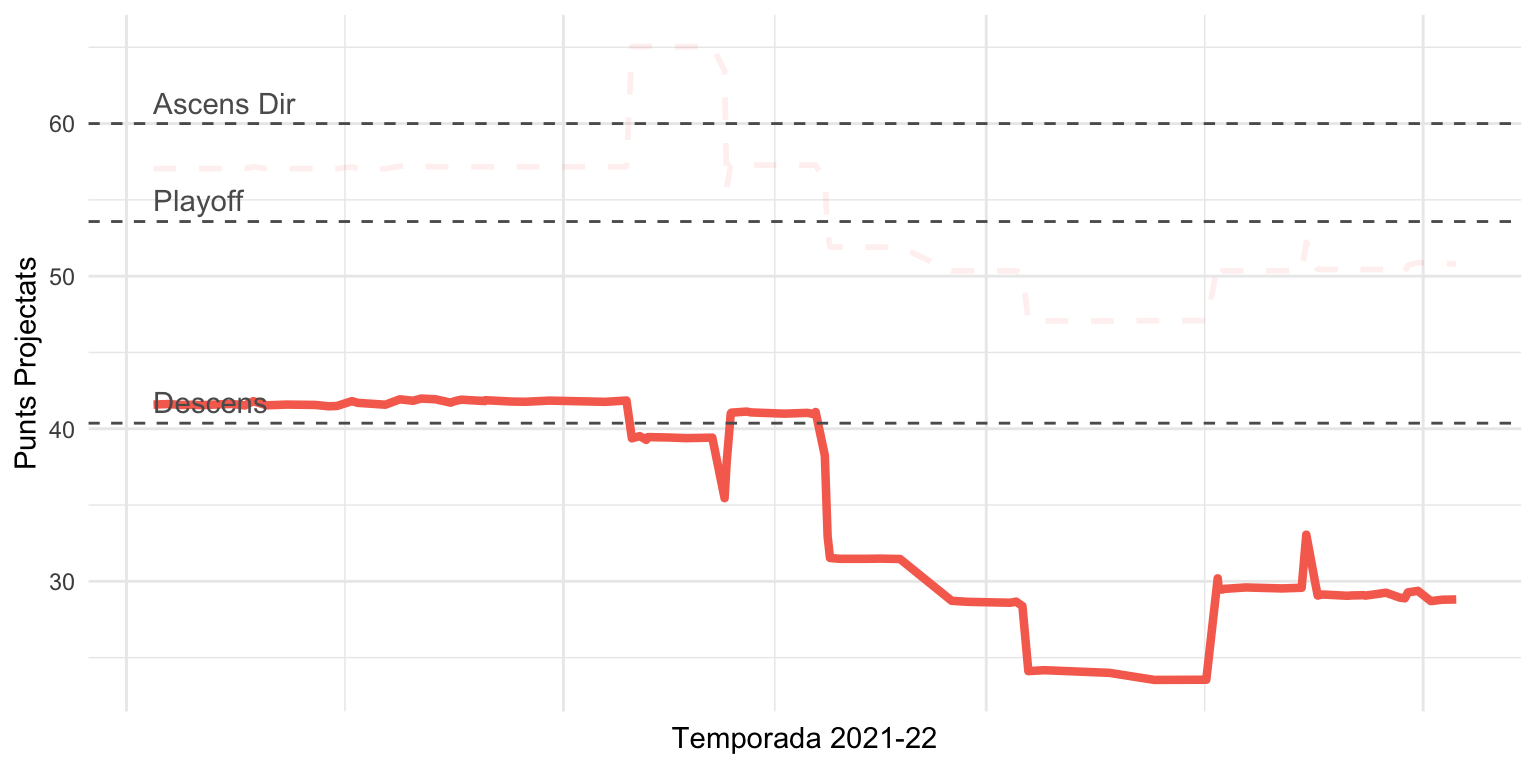 Ascens Dir
60
Playoff
50
Descens
40
30
Punts Projectats
Temporada 2021-22